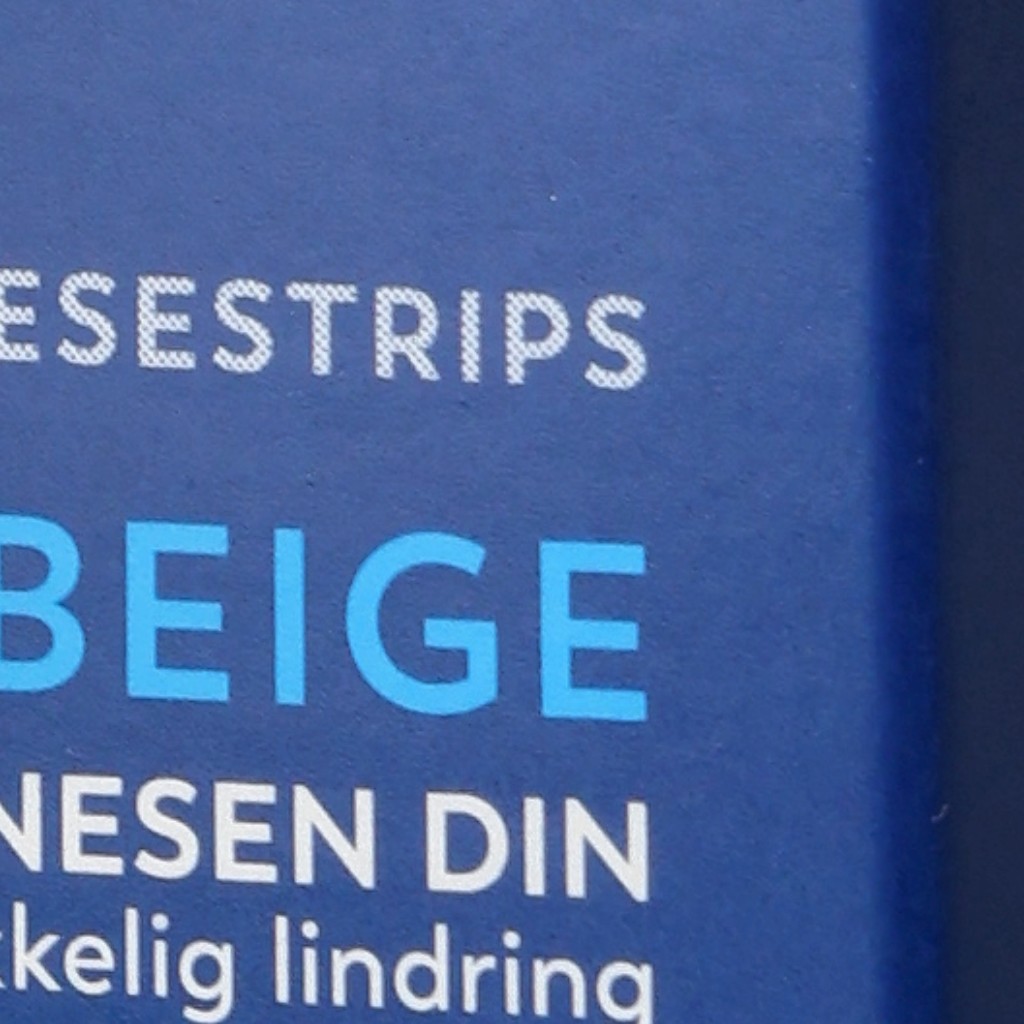 ESESTRIPS
BEIGE
NESEN DIN
kelig lindring